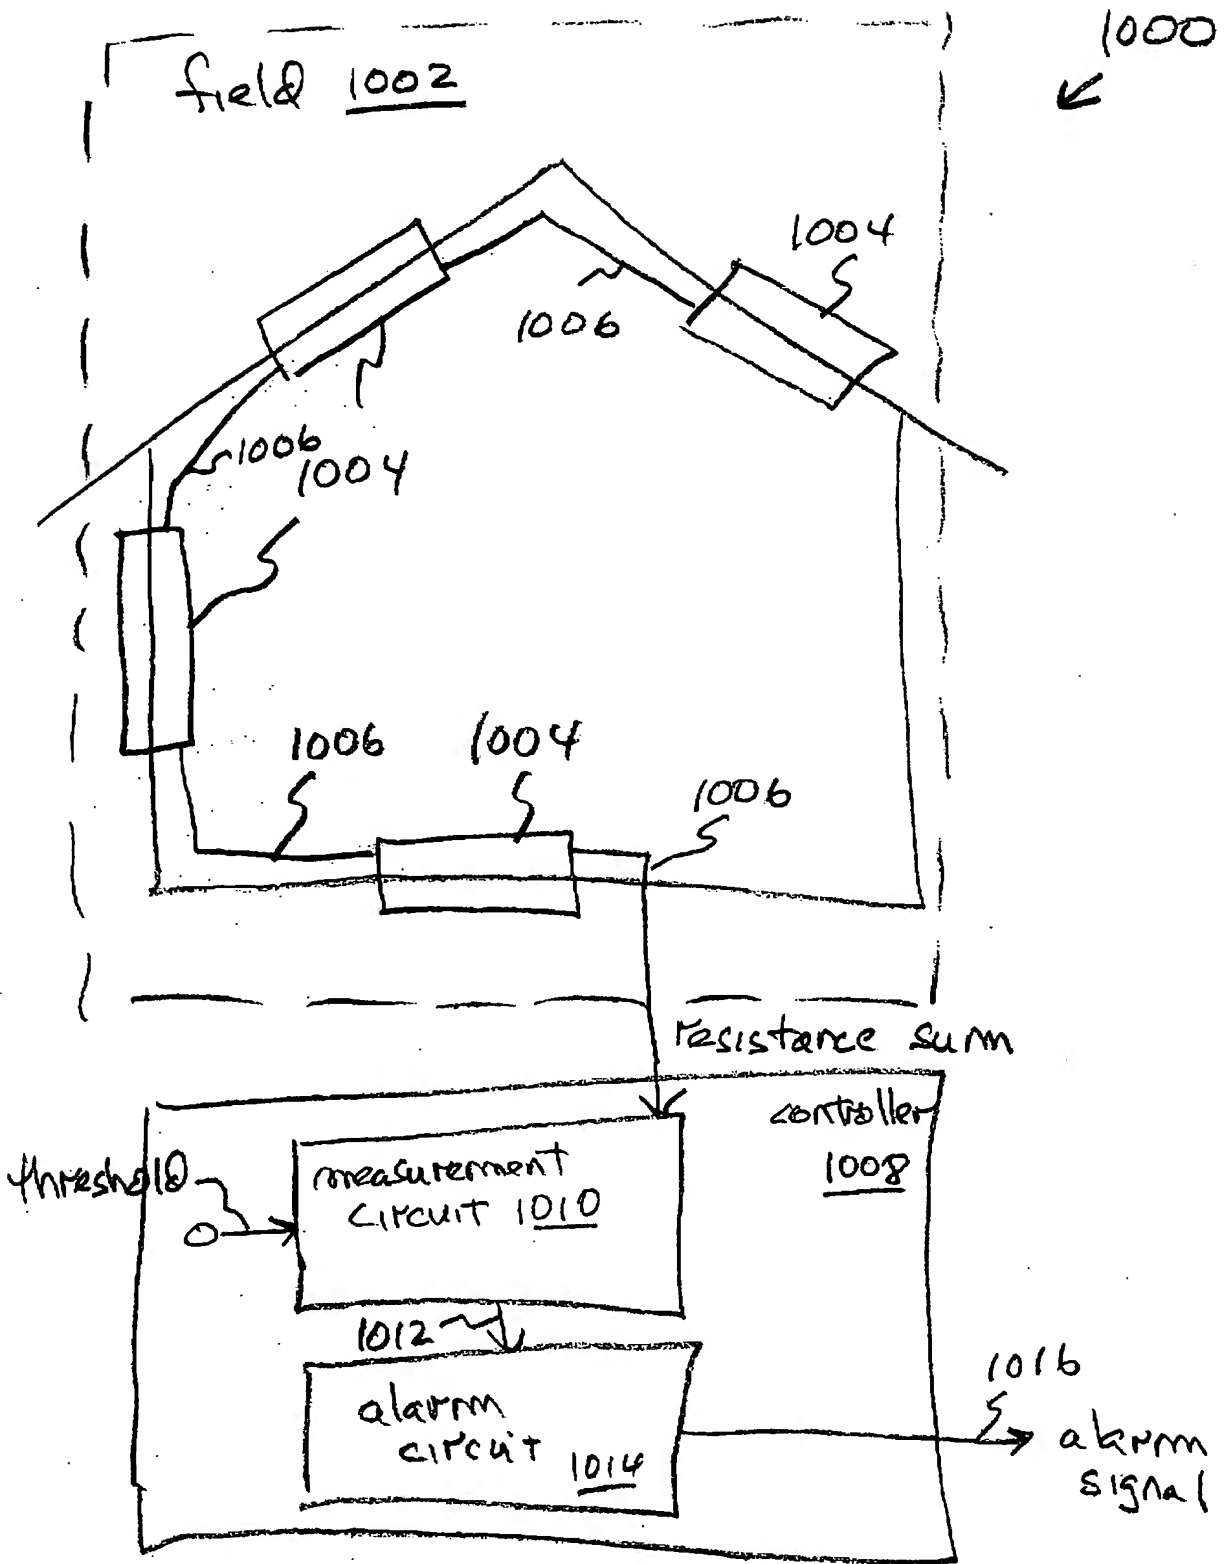 1000
field 1002
1004
1006
1006
1004
1006
1004
1006
resistance sum
controller
1008
threshold
measurement
circuit 1010
1012
alarm
circuit 1014
1016
alarm
signal